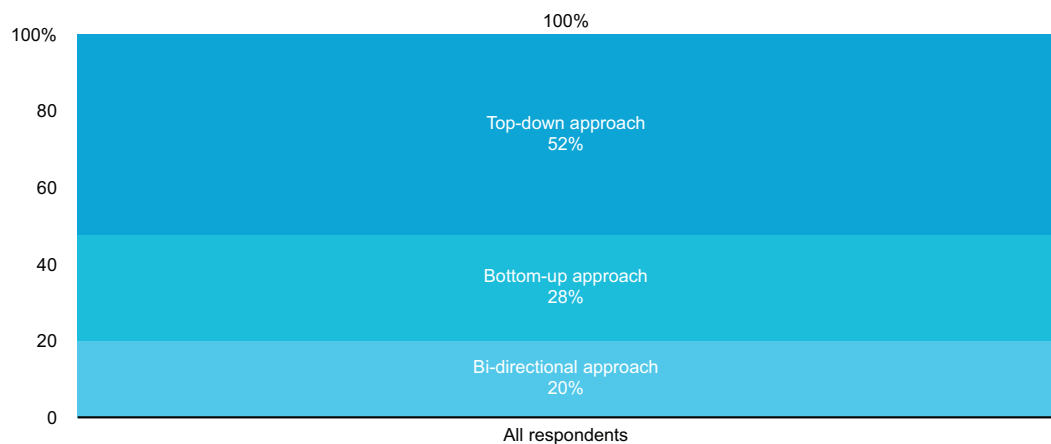 100%
100%
80
60
40
20
0
Top-down approach
52%
Bottom-up approach
28%
Bi-directional approach
20%
All respondents